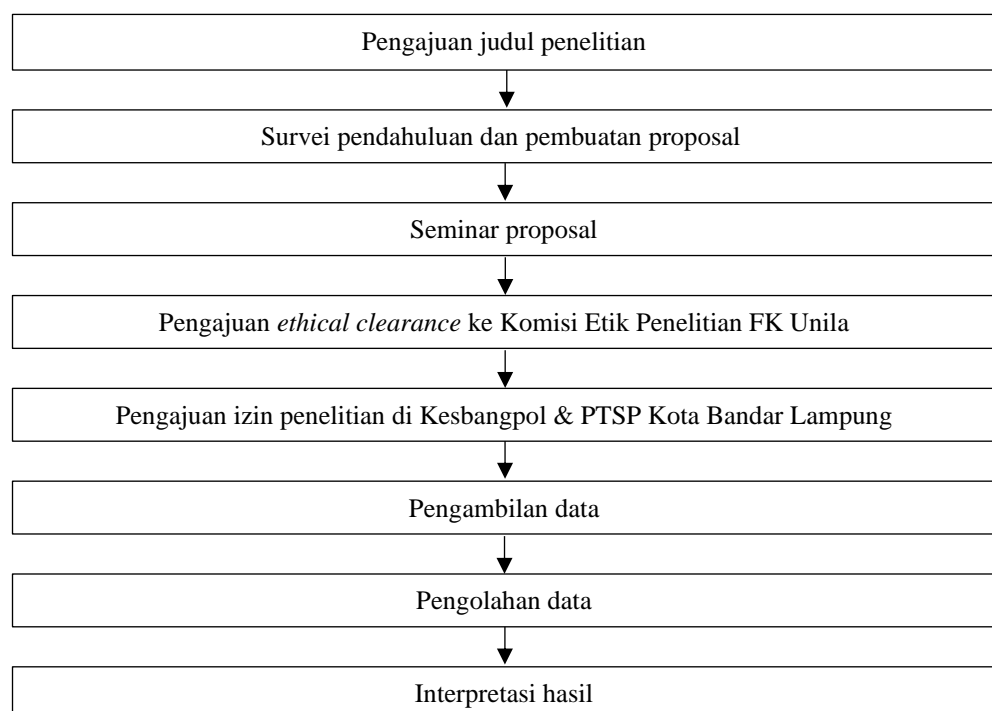 Pengajuan judul penelitian
Survei pendahuluan dan pembuatan proposal
Seminar proposal
Pengajuan ethical clearance ke Komisi Etik Penelitian FK Unila
Pengajuan izin penelitian di Kesbangpol & PTSP Kota Bandar Lampung
Pengambilan data
Pengolahan data
Interpretasi hasil